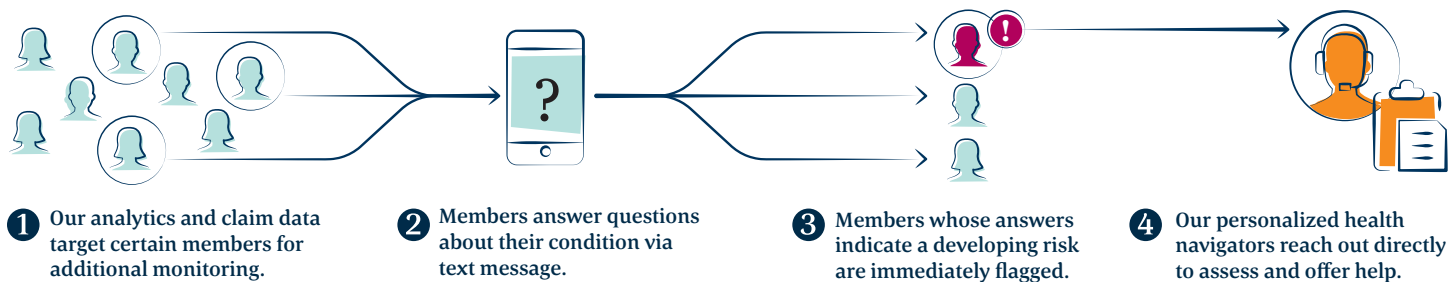 ?
!
1 Our analytics and claim data
target certain members for
additional monitoring.
2 Members answer questions
about their condition via
text message.
3 Members whose answers
indicate a developing risk
are immediately flagged.
4 Our personalized health
navigators reach out directly
to assess and offer help.